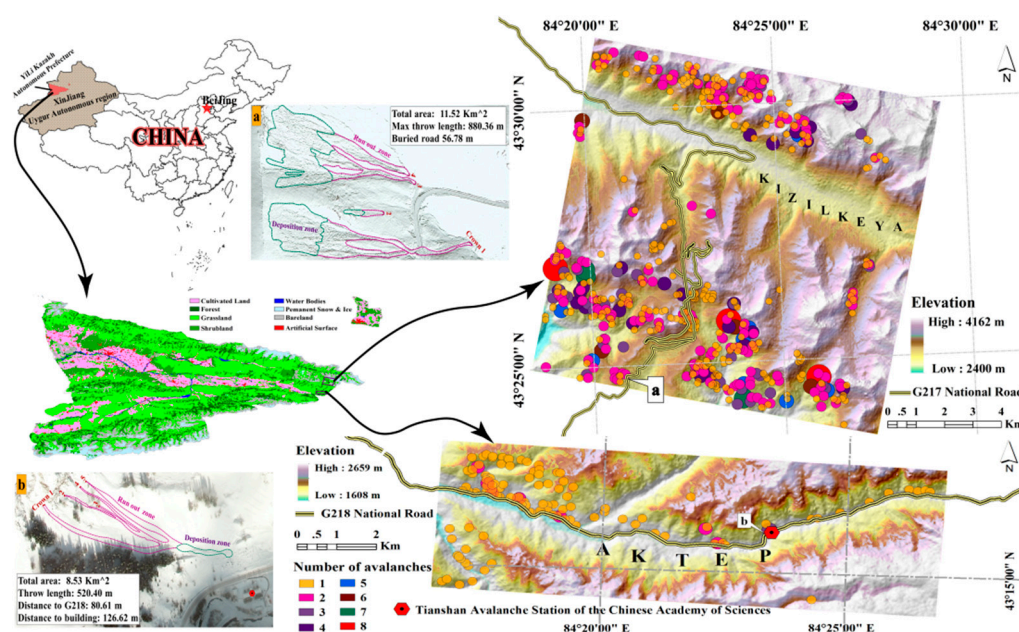 YiLi Kazakh
Autonomous Prefecture
XinJiang
Uygur Autonomous region
BeiJing
CHINA
a
Total area: 11.52 Km^2
Max throw length: 880.36 m
Buried road 56.78 m
Run out zone
Deposition zone
Crown 1
2
Cultivated Land
Forest
Grassland
Shrubland
Water Bodies
Pemanent Snow & Ice
Bareland
Artificial Surface
84°20'00" E
84°25'00" E
84°30'00" E
43°30'00" N
43°25'00" N
N
KIZILKEYA
a
Elevation
High : 4162 m
Low : 2400 m
G217 National Road
0 .5 1 2 3 4
Km
b
Crown 1
Run out zone
Deposition zone
Total area: 8.53 Km^2
Throw length: 520.40 m
Distance to G218: 80.61 m
Distance to building: 126.62 m
Elevation
High : 2659 m
Low : 1608 m
G218 National Road
0 .5 1 2
Km
Number of avalanches
1
2
3
4
5
6
7
8
N
b
AKTEP
43°15'00" N
Tianshan Avalanche Station of the Chinese Academy of Sciences
84°20'00" E
84°25'00" E